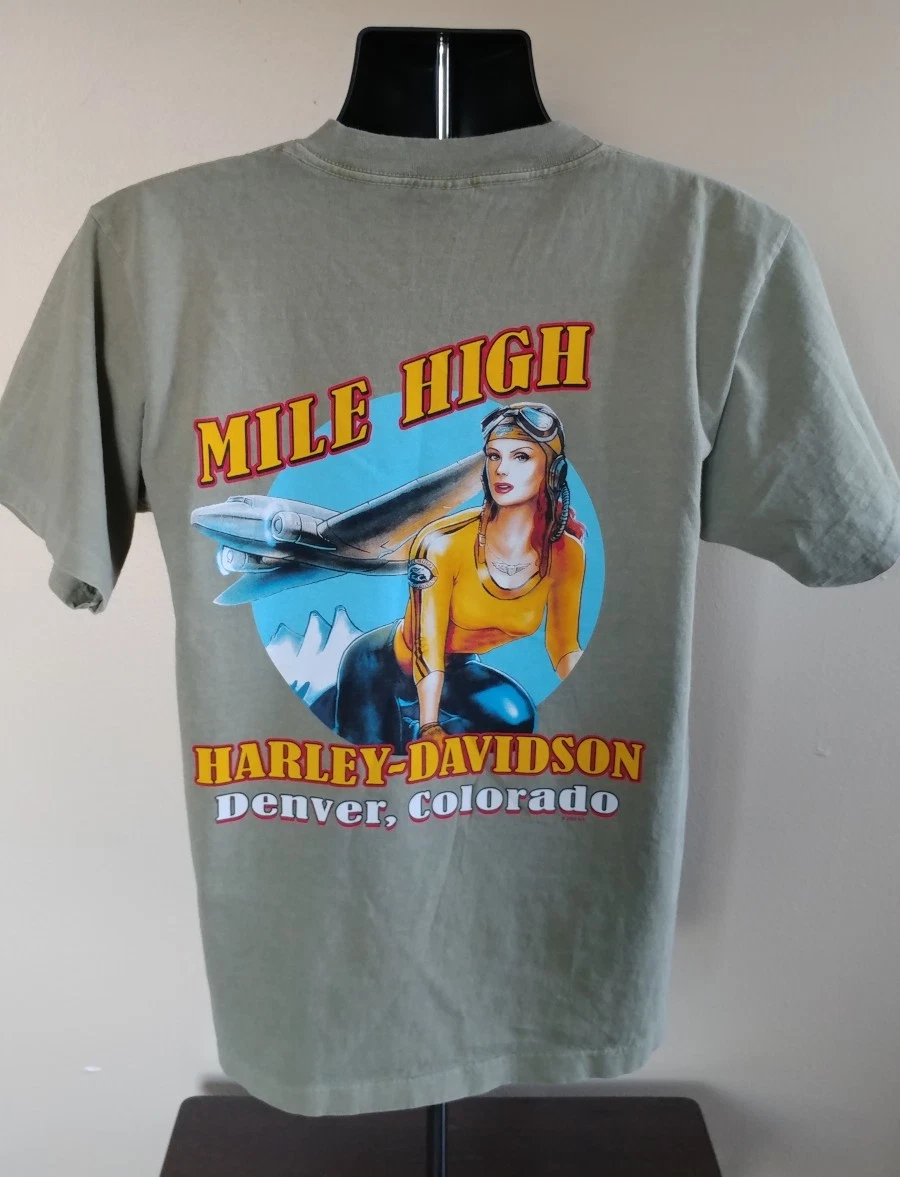 MILE HIGH
HARLEY-DAVIDSON
Denver, Colorado